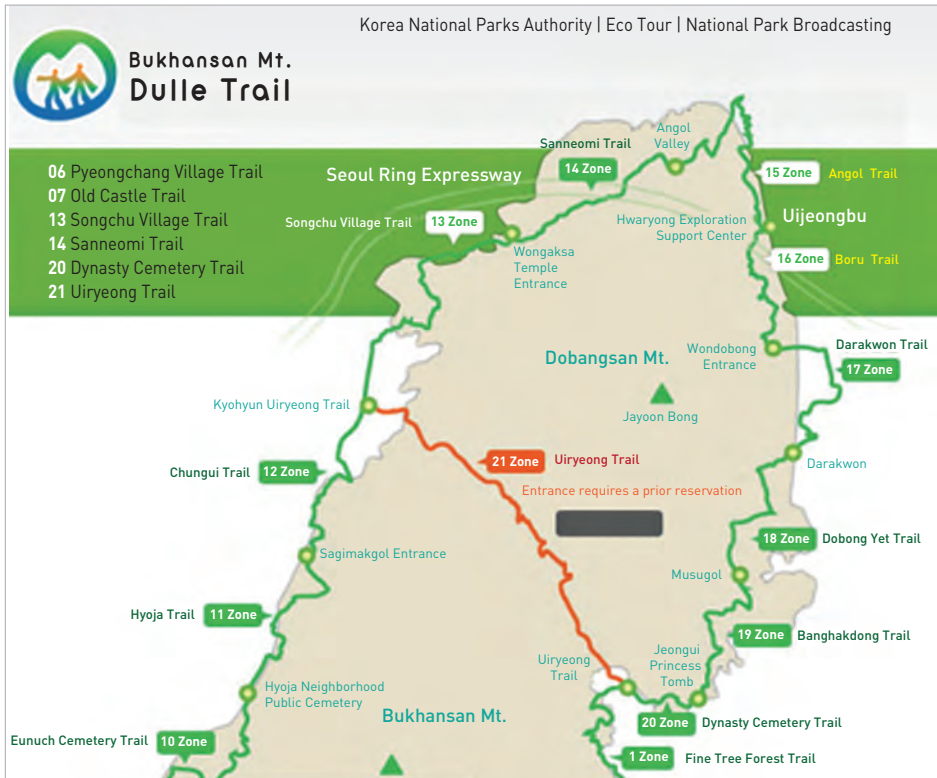 Korea National Parks Authority | Eco Tour | National Park Broadcasting
Bukhansan Mt.
Dulle Trail
06 Pyeongchang Village Trail
07 Old Castle Trail
13 Songchu Village Trail
14 Sanneomi Trail
20 Dynasty Cemetery Trail
21 Uiryeong Trail
Seoul Ring Expressway
Sanneomi Trail
14 Zone
Angol
Valley
15 Zone
Angol Trail
Songchu Village Trail
13 Zone
Hwaryong Exploration
Support Center
Uijeongbu
Wongaksa
Temple
Entrance
16 Zone
Boru Trail
Dobangsan Mt.
Wondobong
Entrance
Darakwon Trail
17 Zone
Jayoon Bong
Kyohyun Uiryeong Trail
Chungui Trail
12 Zone
21 Zone
Uiryeong Trail
Entrance requires a prior reservation
Darakwon
18 Zone
Dobong Yet Trail
Sagimakgol Entrance
Musugol
Hyoja Trail
11 Zone
19 Zone
Banghakdong Trail
Uiryeong
Trail
Jeongui
Princess
Tomb
Hyoja Neighborhood
Public Cemetery
Bukhansan Mt.
20 Zone
Dynasty Cemetery Trail
Eunuch Cemetery Trail
10 Zone
1 Zone
Fine Tree Forest Trail